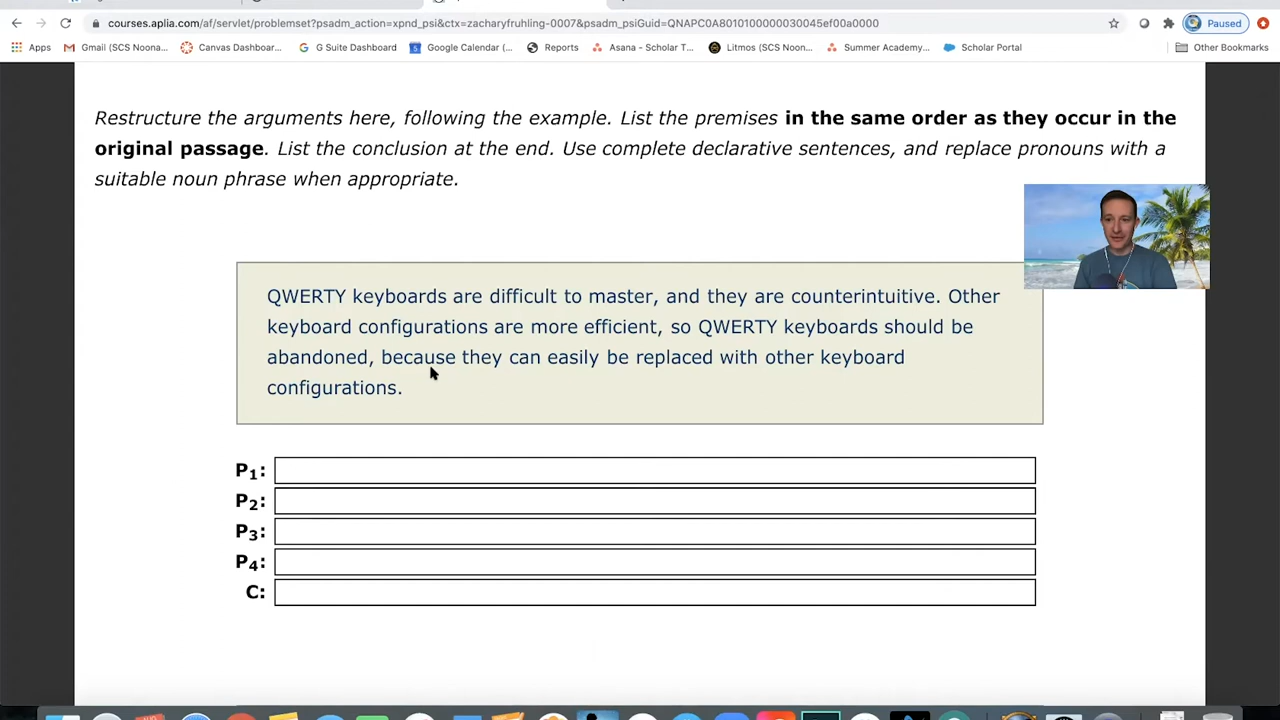 courses.aplia.com/af/servlet/problemset?psadm_action=xpnd_psi&ctx=zacharyfruhling-0007&psadm_psiGuid=QNAPC0A8010100000030045ef00a0000
Paused
Apps
Gmail (SCS Noona...
Canvas Dashboar...
G Suite Dashboard
Google Calendar (...
Reports
Asana - Scholar T...
Litmos (SCS Noon...
Summer Academy...
Scholar Portal
Other Bookmarks
Restructure the arguments here, following the example. List the premises in the same order as they occur in the
original passage. List the conclusion at the end. Use complete declarative sentences, and replace pronouns with a
suitable noun phrase when appropriate.
QWERTY keyboards are difficult to master, and they are counterintuitive. Other
keyboard configurations are more efficient, so QWERTY keyboards should be
abandoned, because they can easily be replaced with other keyboard
configurations.
P1:
P2:
P3:
P4:
C: